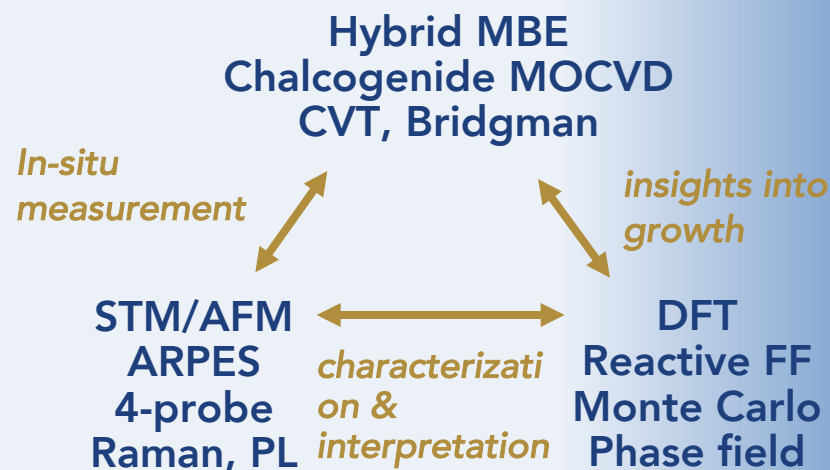 Hybrid MBE
Chalcogenide MOCVD
CVT, Bridgman
In-situ
measurement
insights into
growth
STM/AFM
ARPES
4-probe
Raman, PL
characterizati
on &
interpretation
DFT
Reactive FF
Monte Carlo
Phase field